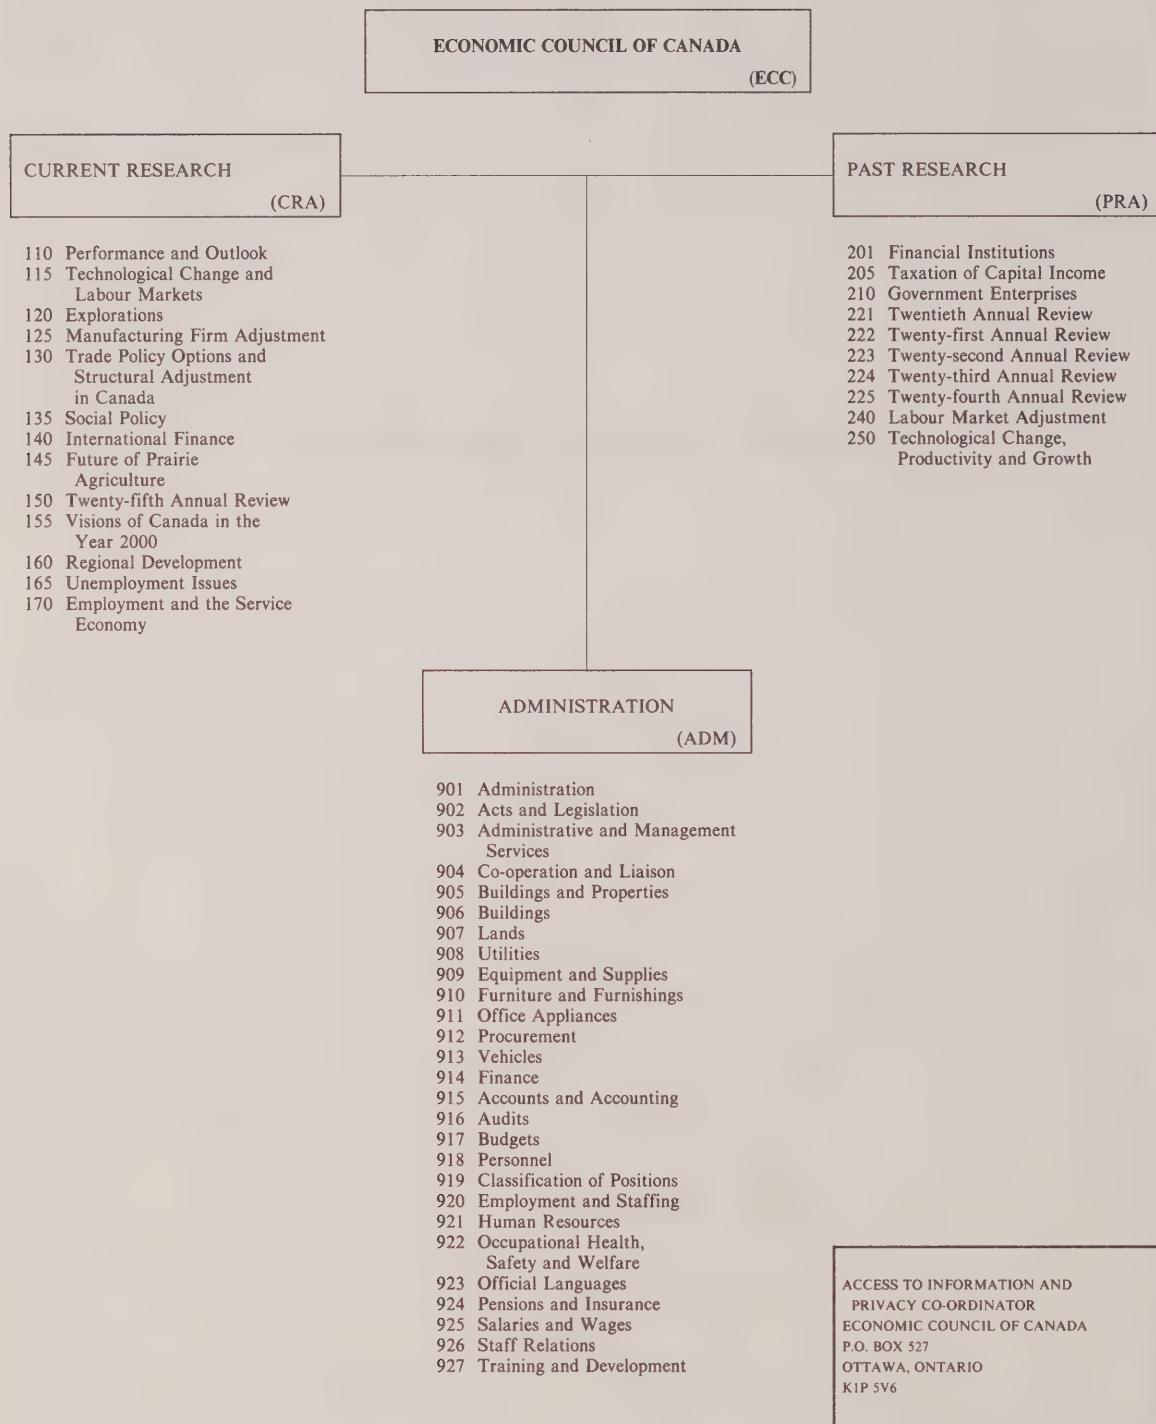 ECONOMIC COUNCIL OF CANADA
(ECC)
CURRENT RESEARCH
(CRA)
110 Performance and Outlook
115 Technological Change and
Labour Markets
120 Explorations
125 Manufacturing Firm Adjustment
130 Trade Policy Options and
Structural Adjustment
in Canada
135 Social Policy
140 International Finance
145 Future of Prairie
Agriculture
150 Twenty-fifth Annual Review
155 Visions of Canada in the
Year 2000
160 Regional Development
165 Unemployment Issues
170 Employment and the Service
Economy
PAST RESEARCH
(PRA)
201 Financial Institutions
205 Taxation of Capital Income
210 Government Enterprises
221 Twentieth Annual Review
222 Twenty-first Annual Review
223 Twenty-second Annual Review
224 Twenty-third Annual Review
225 Twenty-fourth Annual Review
240 Labour Market Adjustment
250 Technological Change,
Productivity and Growth
ADMINISTRATION
(ADM)
901 Administration
902 Acts and Legislation
903 Administrative and Management
Services
904 Co-operation and Liaison
905 Buildings and Properties
906 Buildings
907 Lands
908 Utilities
909 Equipment and Supplies
910 Furniture and Furnishings
911 Office Appliances
912 Procurement
913 Vehicles
914 Finance
915 Accounts and Accounting
916 Audits
917 Budgets
918 Personnel
919 Classification of Positions
920 Employment and Staffing
921 Human Resources
922 Occupational Health,
Safety and Welfare
923 Official Languages
924 Pensions and Insurance
925 Salaries and Wages
926 Staff Relations
927 Training and Development
ACCESS TO INFORMATION AND
PRIVACY CO-ORDINATOR
ECONOMIC COUNCIL OF CANADA
P.O. BOX 527
OTTAWA, ONTARIO
K1P 5V6